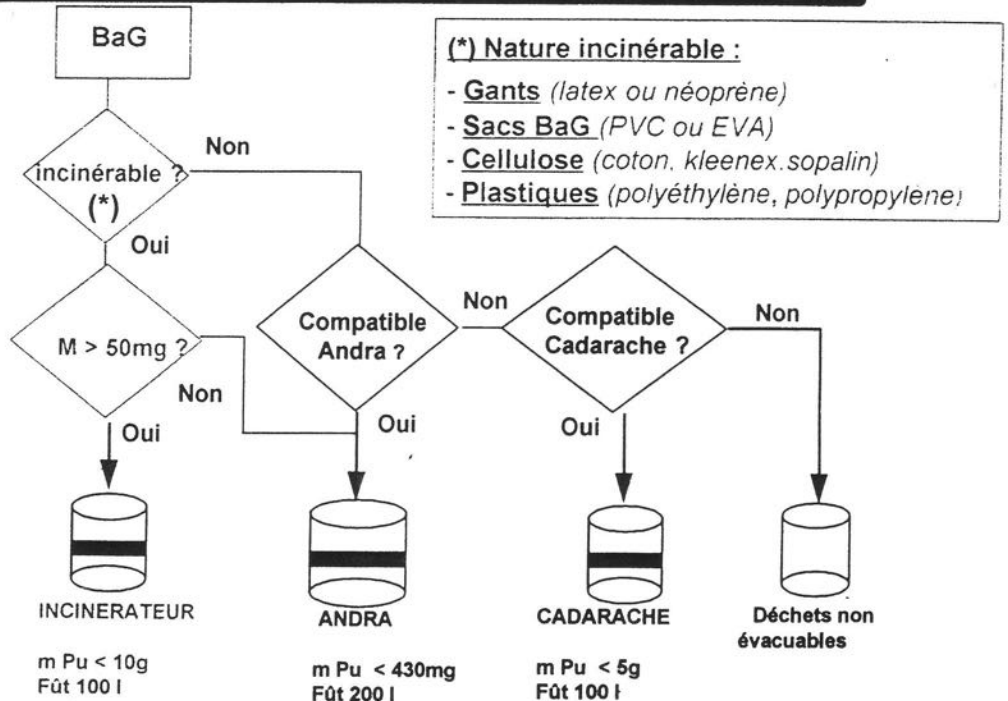 BaG
(*) Nature incinérable :
- Gants (latex ou néoprène)
- Sacs BaG (PVC ou EVA)
- Cellulose (coton, kleenex.sopalin)
- Plastiques (polyéthylène, polypropylène)
incinérable ?
(*)
Non
Oui
M > 50mg ?
Non
Oui
Compatible
Andra ?
Non
Oui
Compatible
Cadarache ?
Non
Oui
INCINERATEUR
m Pu < 10g
Fût 100 l
ANDRA
m Pu < 430mg
Fût 200 l
CADARACHE
m Pu < 5g
Fût 100 l
Déchets non
évacuables